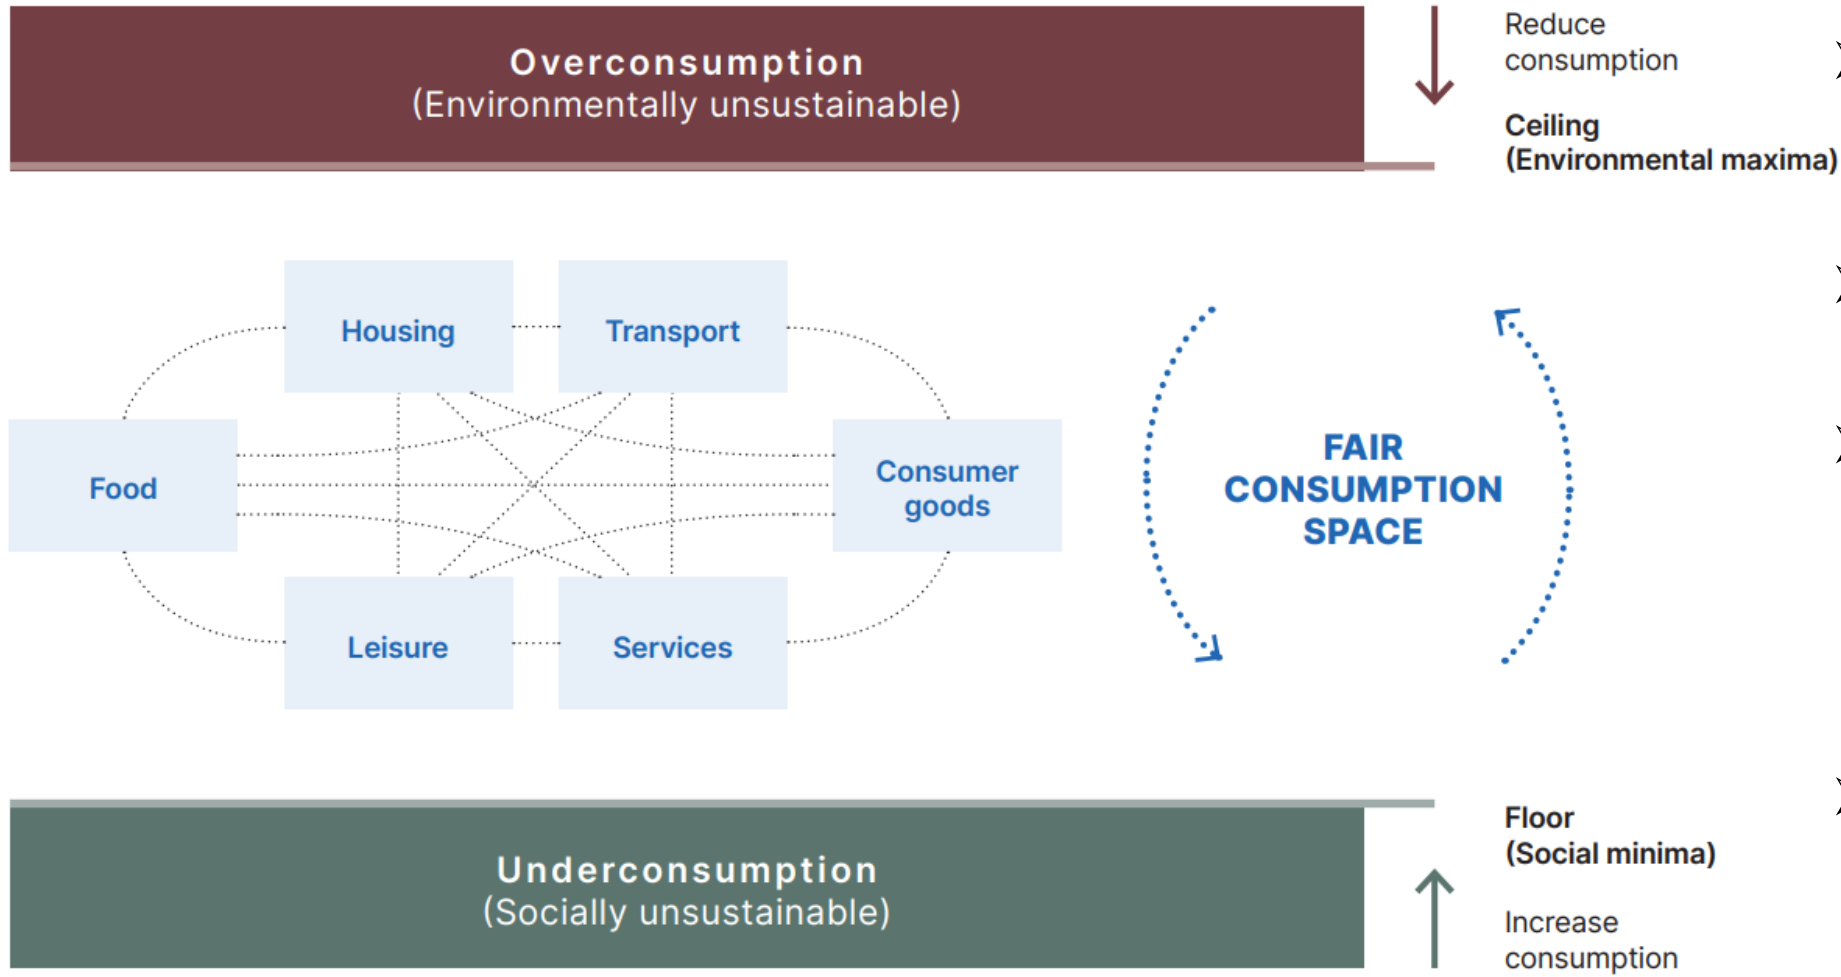 Overconsumption
(Environmentally unsustainable)
Reduce
consumption
Ceiling
(Environmental maxima)
Housing
Transport
Food
Consumer
goods
Leisure
Services
FAIR
CONSUMPTION
SPACE
Underconsumption
(Socially unsustainable)
Floor
(Social minima)
Increase
consumption